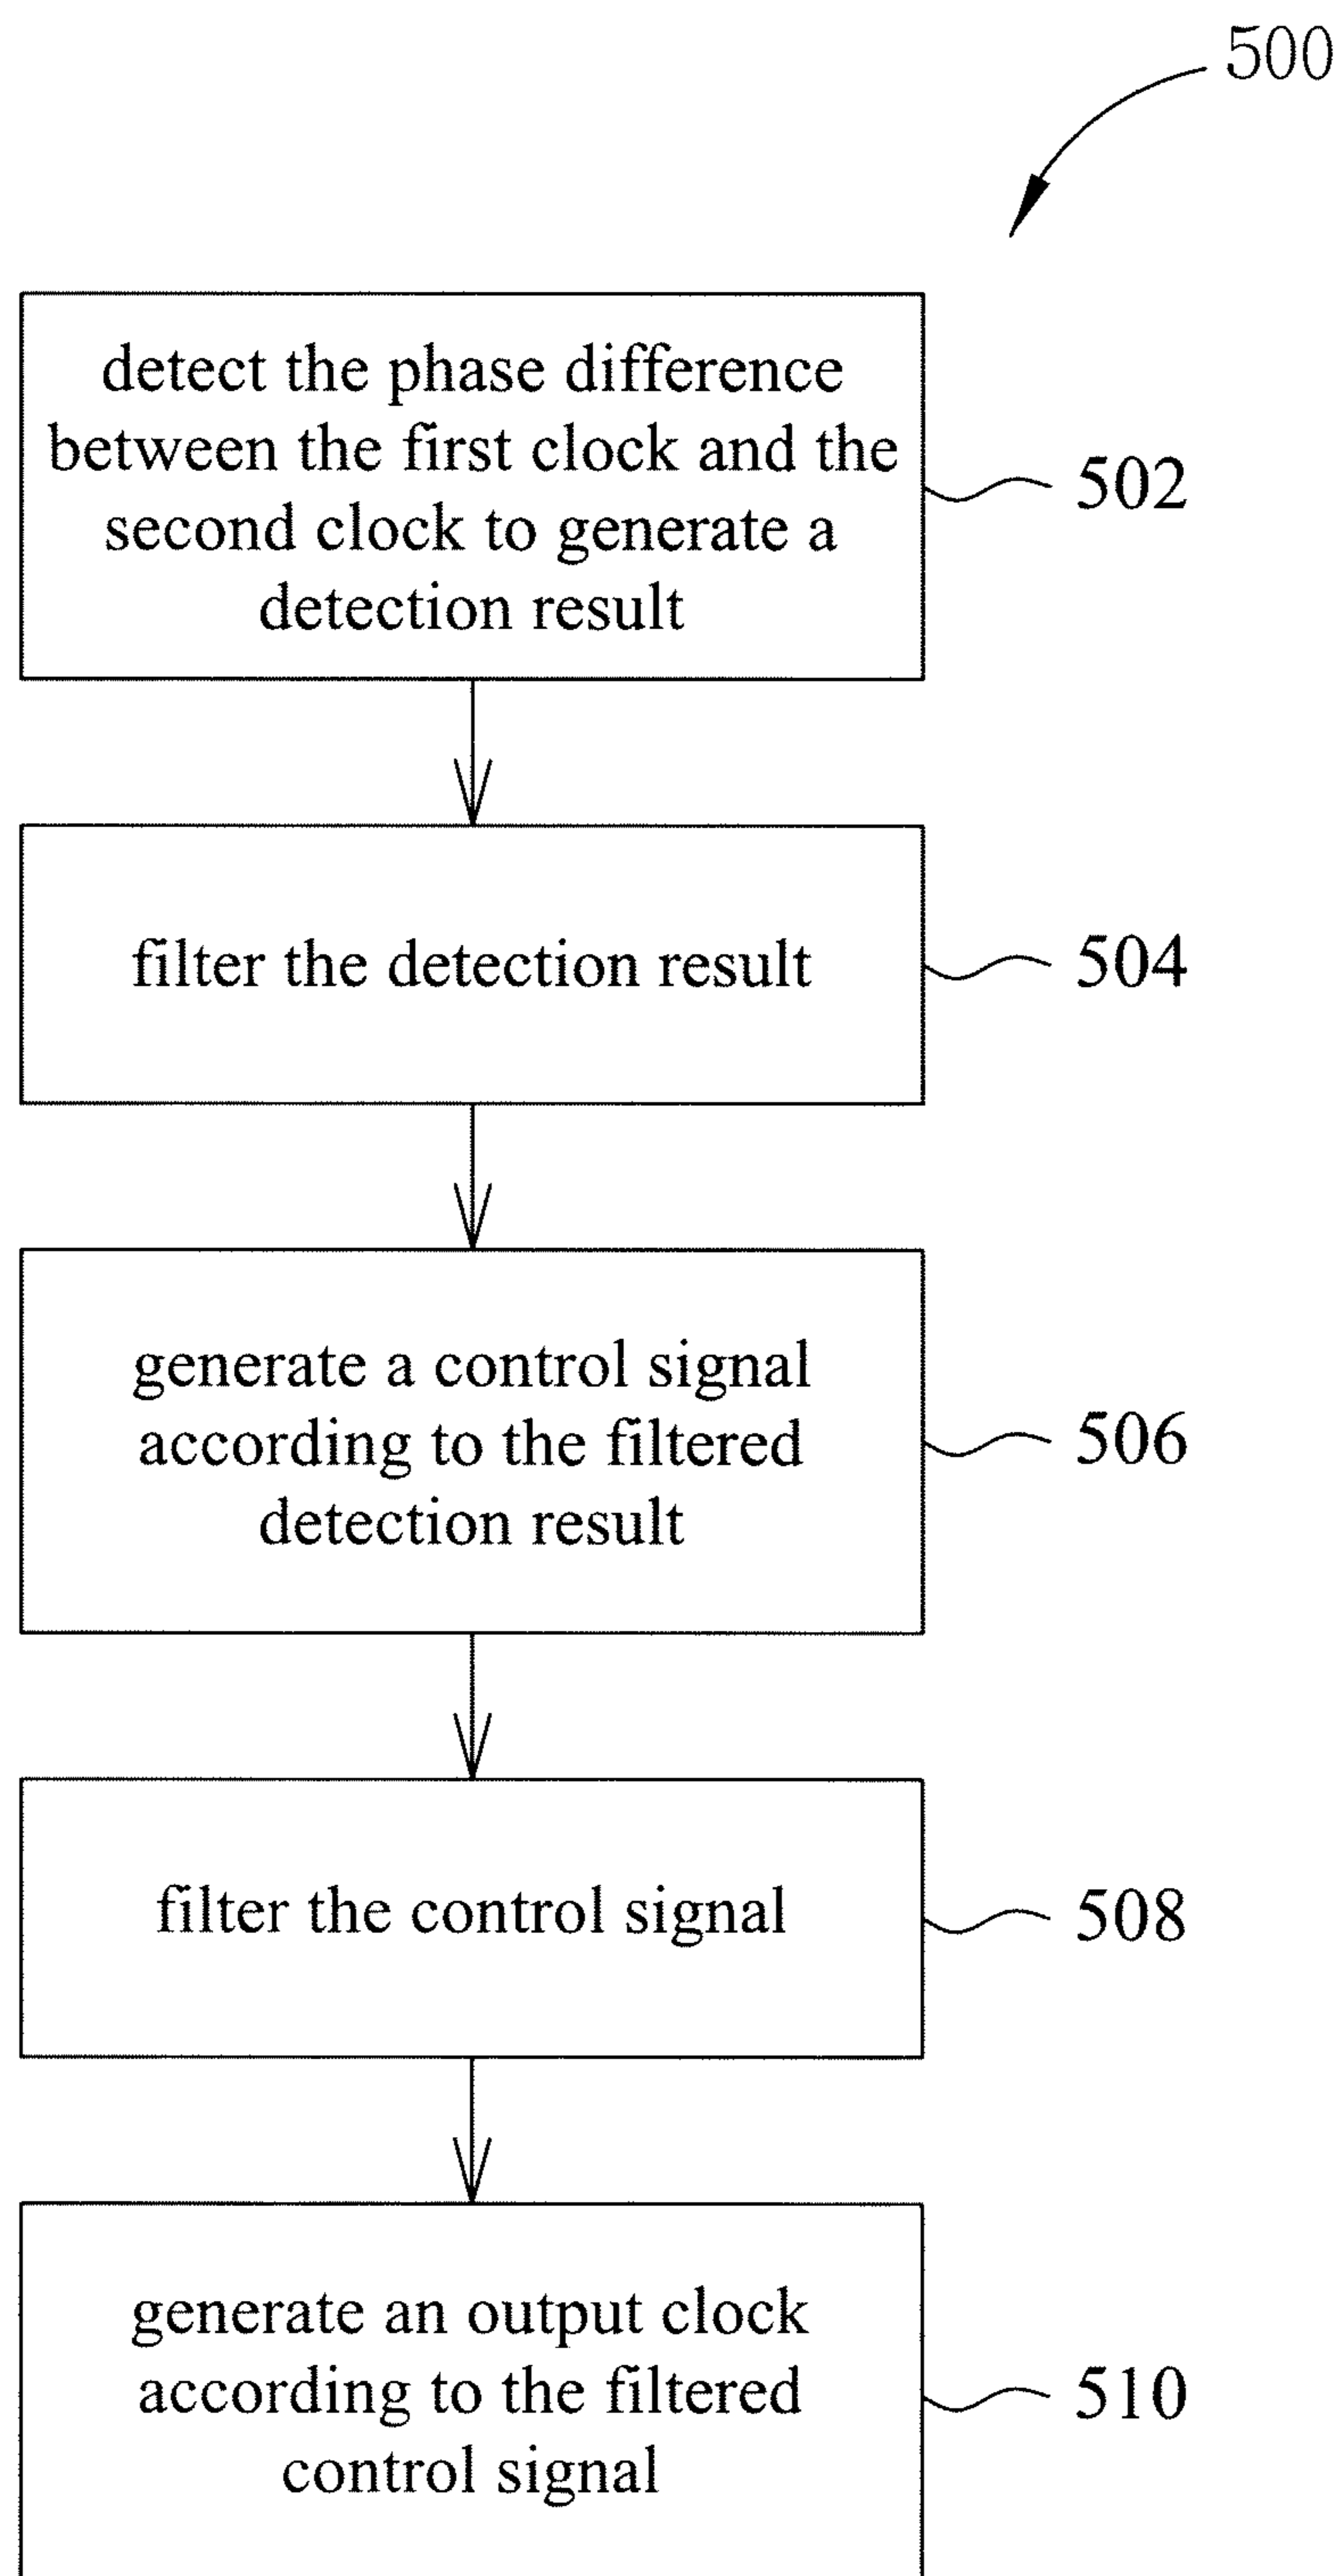 500
detect the phase difference
between the first clock and the
second clock to generate a
detection result
502
filter the detection result
504
generate a control signal
according to the filtered
detection result
506
filter the control signal
508
generate an output clock
according to the filtered
control signal
510